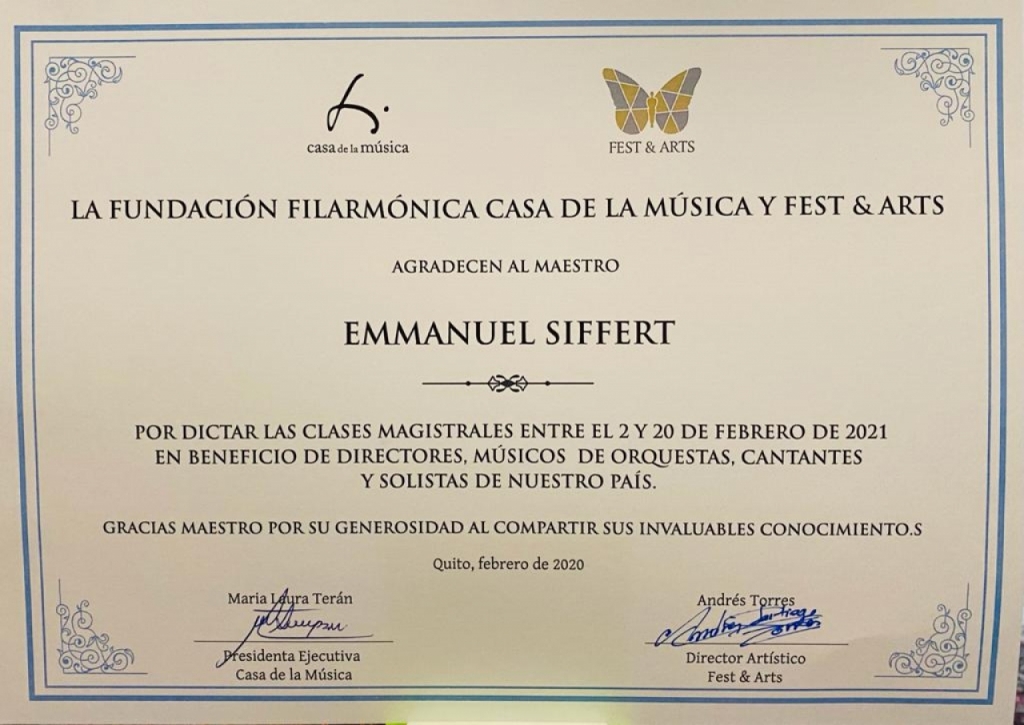 casa de la música
FEST & ARTS
LA FUNDACIÓN FILARMÓNICA CASA DE LA MÚSICA Y FEST & ARTS
AGRADECEN AL MAESTRO
EMMANUEL SIFFERT
POR DICTAR LAS CLASES MAGISTRALES ENTRE EL 2 Y 20 DE FEBRERO DE 2021
EN BENEFICIO DE DIRECTORES, MÚSICOS DE ORQUESTAS, CANTANTES
Y SOLISTAS DE NUESTRO PAÍS.
GRACIAS MAESTRO POR SU GENEROSIDAD AL COMPARTIR SUS INVALUABLES CONOCIMIENTO.S
Quito, febrero de 2020
Maria Laura Terán
Presidenta Ejecutiva
Casa de la Música
Andrés Torres
Director Artístico
Fest & Arts